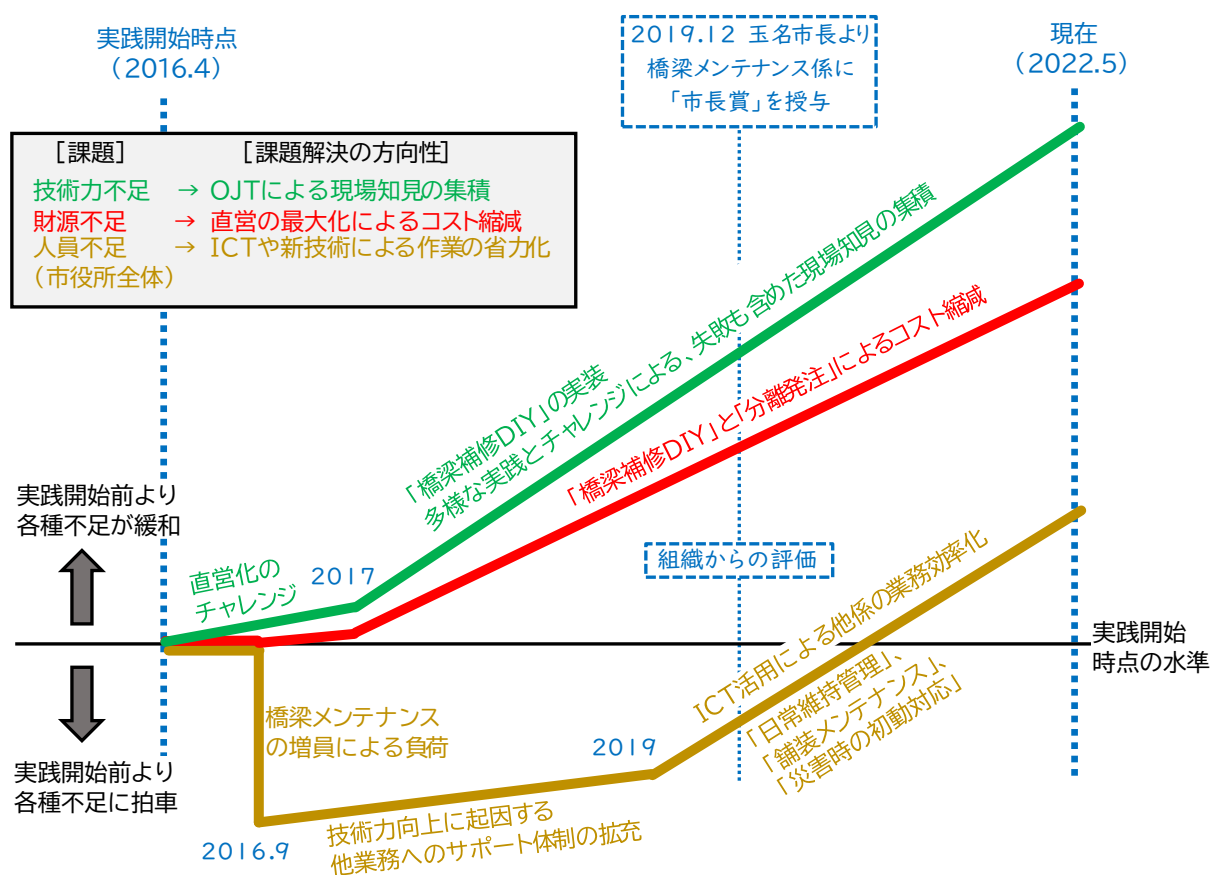 実践開始時点
(2016.4)
2019.12 玉名市長より
橋梁メンテナンス係に
「市長賞」を授与
現在
(2022.5)
[課題] [課題解決の方向性]
技術力不足 → OJTによる現場知見の集積
財源不足 → 直営の最大化によるコスト縮減
人員不足 → ICTや新技術による作業の省力化
(市役所全体)
「橋梁補修DIY」の実装
多様な実践とチャレンジによる、失敗も含めた現場知見の集積
「橋梁補修DIY」と「分離発注」によるコスト縮減
実践開始前より
各種不足が緩和
直営化の
チャレンジ
2017
組織からの評価
実践開始
時点の水準
ICT活用による他係の業務効率化
「日常維持管理」、
「舗装メンテナンス」、
「災害時の初動対応」
橋梁メンテナンス
の増員による負荷
2019
実践開始前より
各種不足に拍車
2016.9
技術力向上に起因する
他業務へのサポート体制の拡充